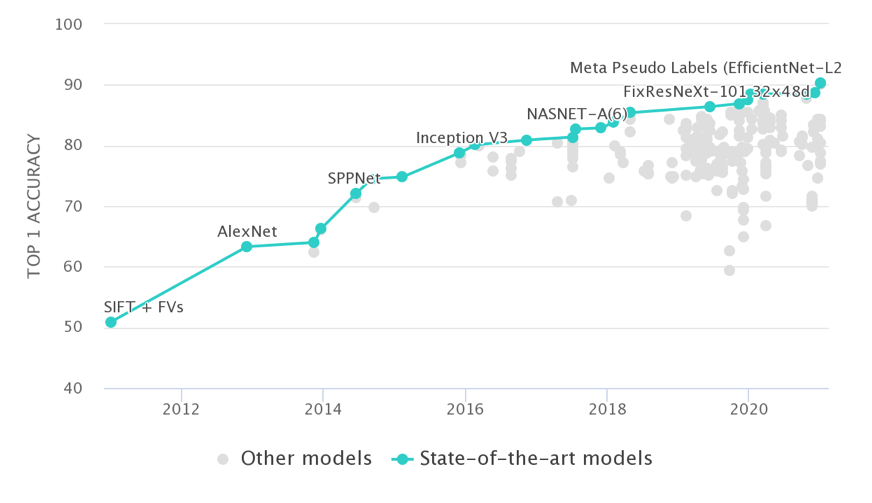 100
90
80
70
60
50
40
TOP 1 ACCURACY
Meta Pseudo Labels (EfficientNet-L2
FixResNeXt-101 32x48d
NASNET-A(6)
Inception V3
SPPNet
AlexNet
SIFT + FVs
2012
2014
2016
2018
2020
Other models
State-of-the-art models